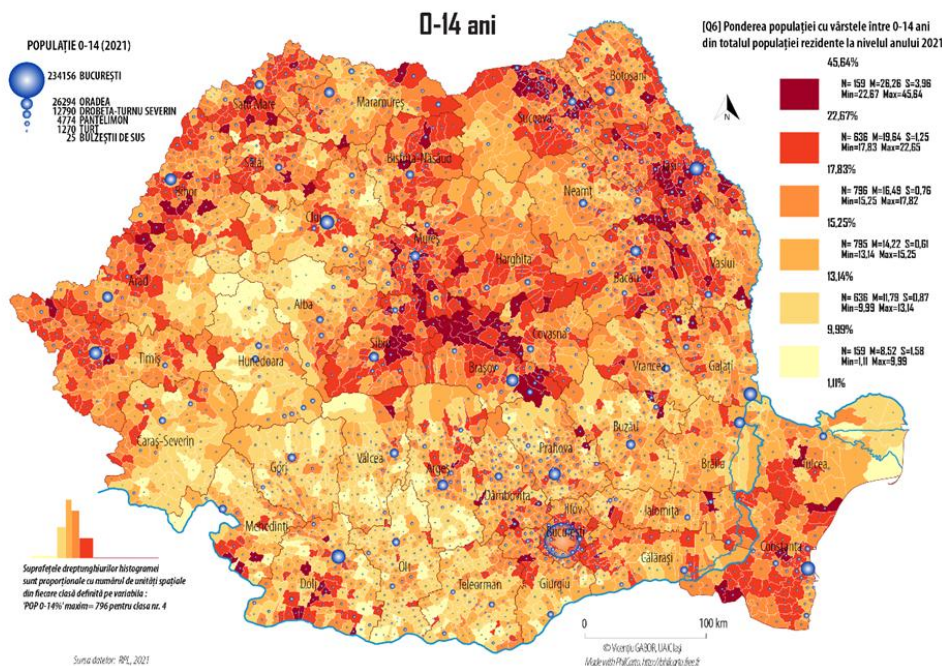 0-14 ani
POPULAȚIE 0-14 (2021)
234156 BUCUREȘTI
26294 ORADEA
12790 DROBETA-TURNU SEVERIN
4774 PANTELIMON
1270 TURȚ
25 BULZEȘTII DE SUS
[Q6] Ponderea populației cu vârstele între 0-14 ani
din totalul populației rezidente la nivelul anului 2021
45,64%
N= 159 M=26,26 S=3,96
Min=22,67 Max=45,64
22,67%
N= 636 M=19,64 S=1,25
Min=17,83 Max=22,65
17,83%
N= 796 M=16,49 S=0,76
Min=15,25 Max=17,82
15,25%
N= 795 M=14,22 S=0,61
Min=13,14 Max=15,25
13,14%
N= 636 M=11,79 S=0,87
Min=9,99 Max=13,14
9,99%
N= 159 M=8,52 S=1,58
Min=1,11 Max=9,99
1,11%
N
Satu Mare
Maramureș
Suceava
Botoșani
Sălaj
Bistrița-Năsăud
Iași
Bihor
Neamț
Cluj
Mureș
Harghita
Bacău
Vaslui
Arad
Alba
Sibiu
Covasna
Timiș
Hunedoara
Brașov
Vrancea
Galați
Caraș-Severin
Gorj
Vâlcea
Argeș
Prahova
Buzău
Brăila
Tulcea
Dâmbovița
Ilfov
Ialomița
București
Mehedinți
Călărași
Constanța
Dolj
Olt
Teleorman
Giurgiu
Suprafețele dreptunghiurilor histogramei
sunt proporționale cu numărul de unități spațiale
din fiecare clasă definită pe variabila :
'POP 0-14%' maxim= 796 pentru clasa nr. 4
0
100 km
© Vicențiu GABOR, UAIC Iași
Made with PhilCarto, http://philcarto.free.fr
Sursa datelor: RPL, 2021